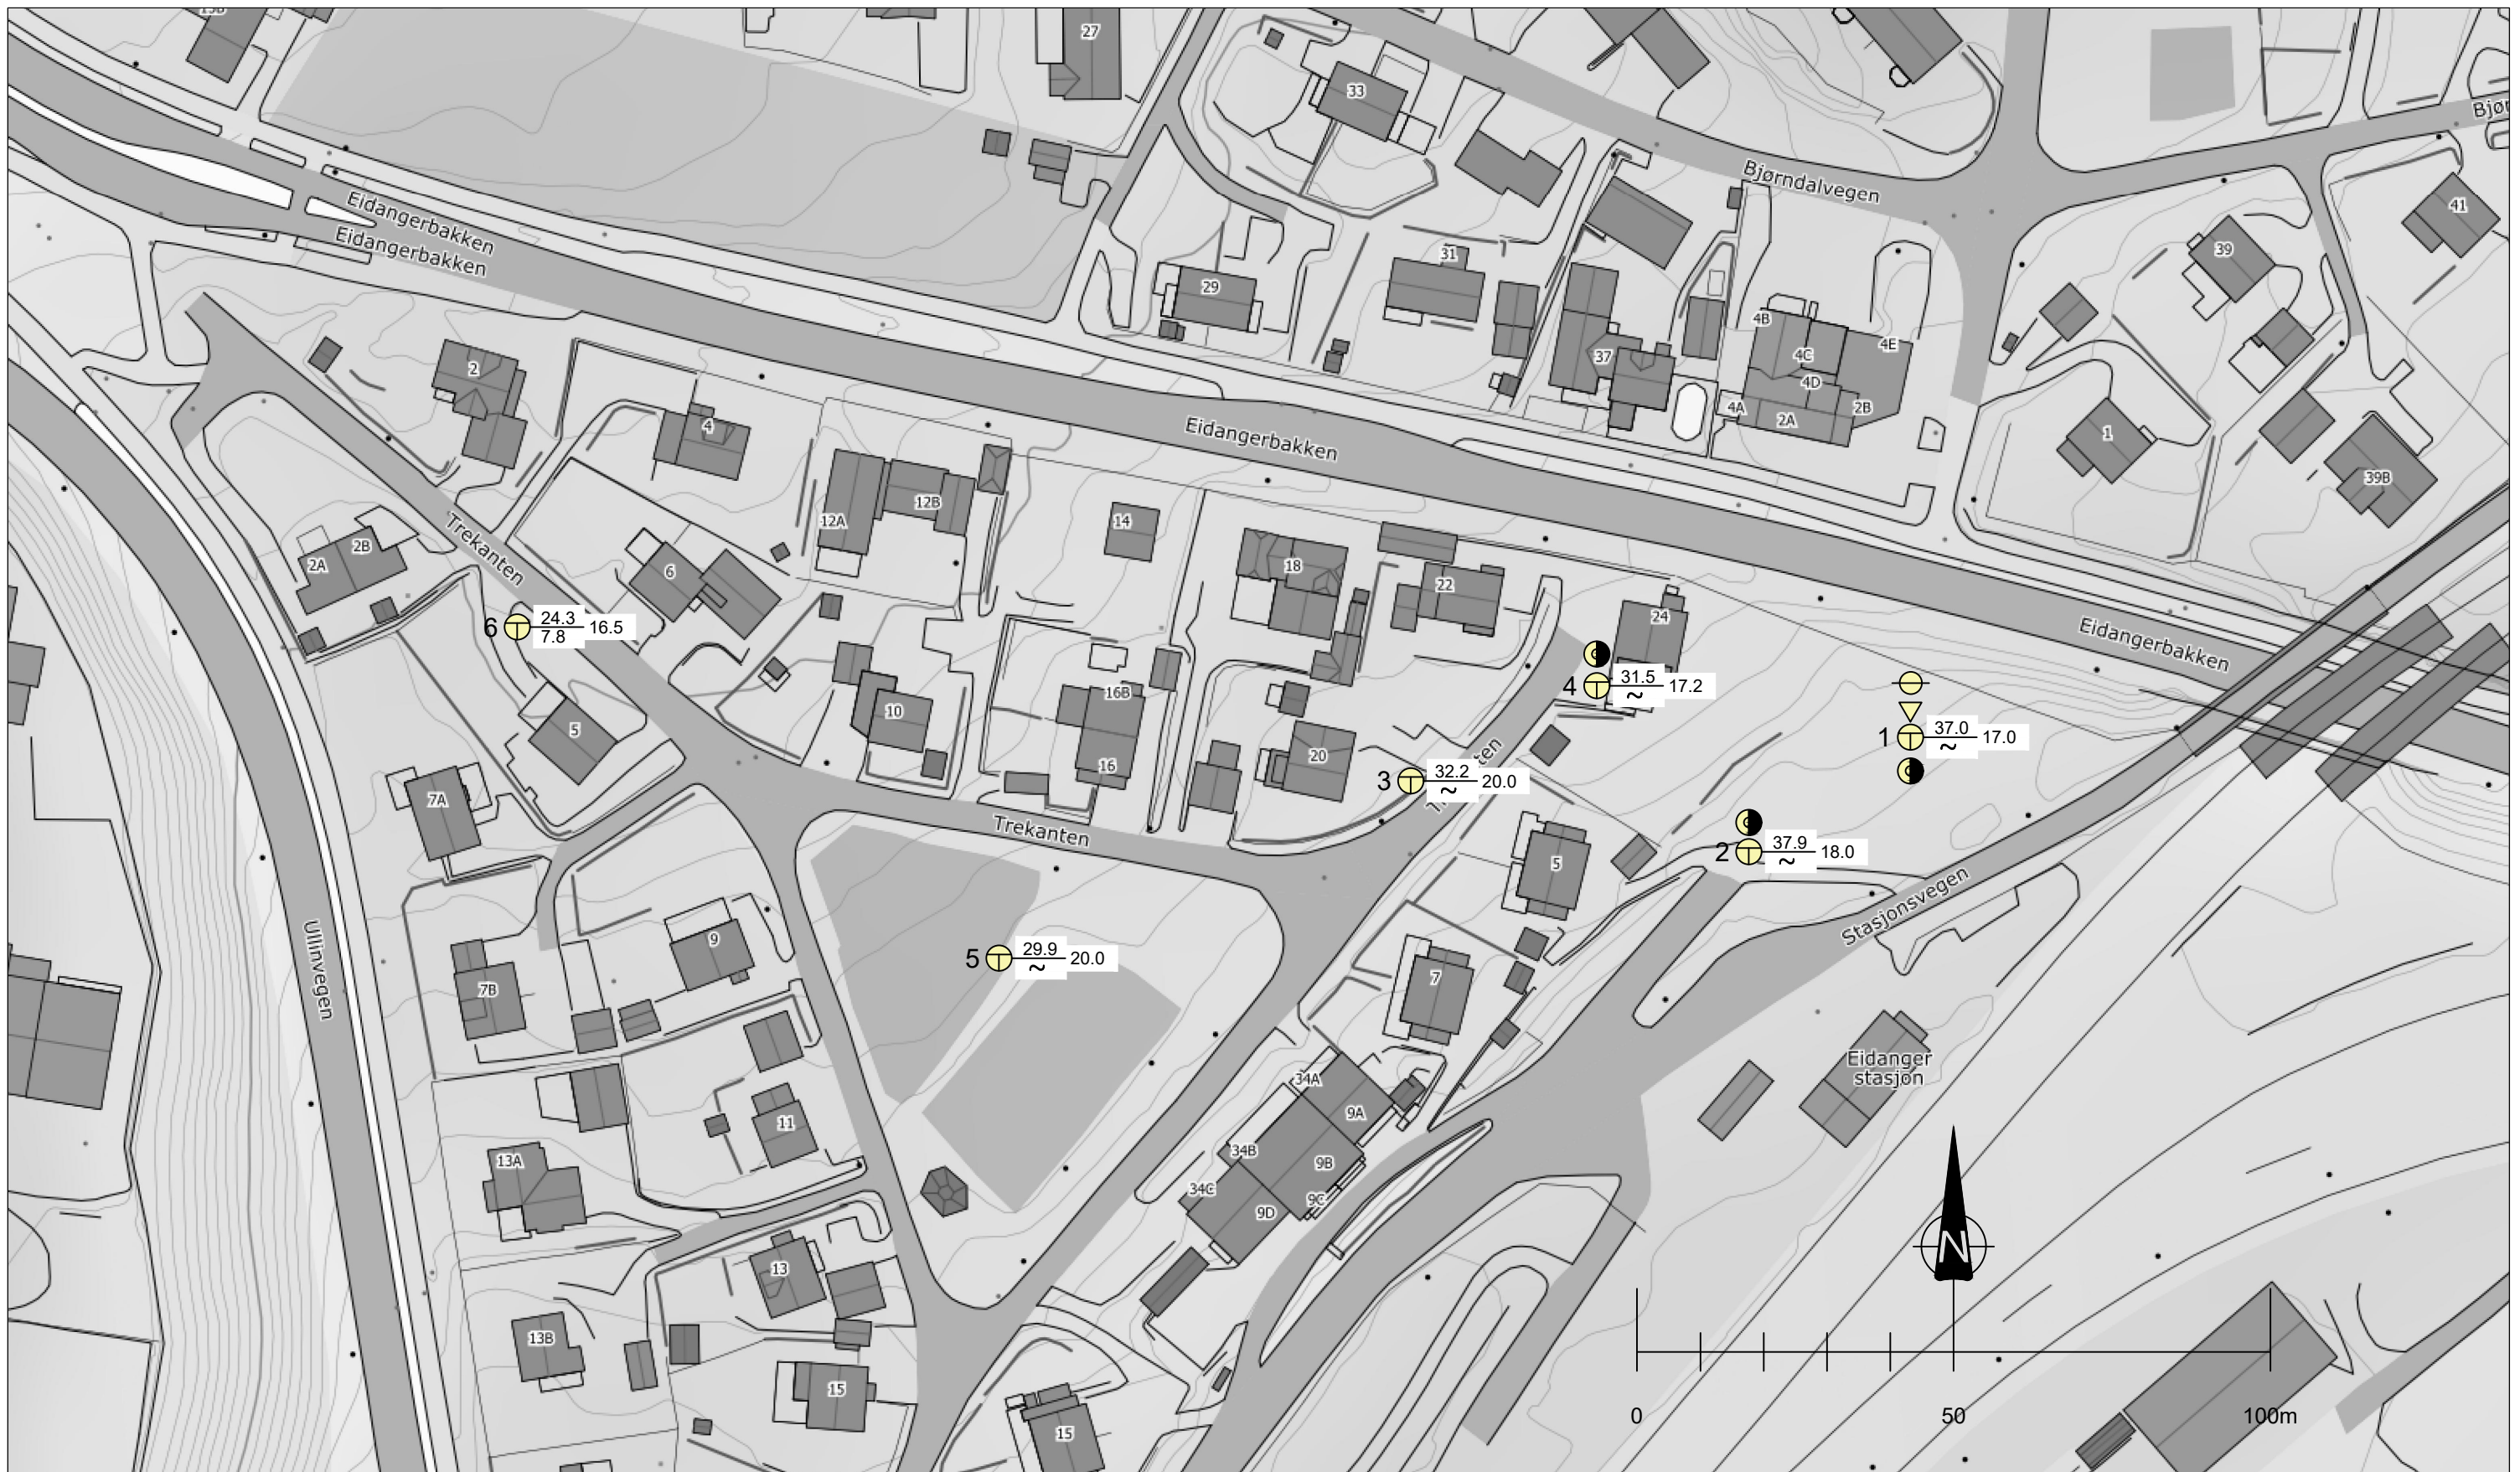 27
33
Bjørndalvegen
41
39
Eidangerbakken
Eidangerbakken
31
29
4B
4C
4E
37
4D
4A
2A
2B
1
39B
2
4
Eidangerbakken
12A
12B
14
Trekanten
2B
2A
6
18
22
24
Eidangerbakken
6
24.3
7.8
16.5
4
31.5
~
17.2
16B
10
5
16
20
1
37.0
~
17.0
3
32.2
~
20.0
7A
Trekanten
5
2
37.9
~
18.0
Stasjonsvegen
Ullinvegen
9
5
29.9
~
20.0
7
7B
Eidanger
stasjon
34A
9A
11
13A
34B
9B
34C
9C
9D
N
13
13B
15
15
0
50
100m